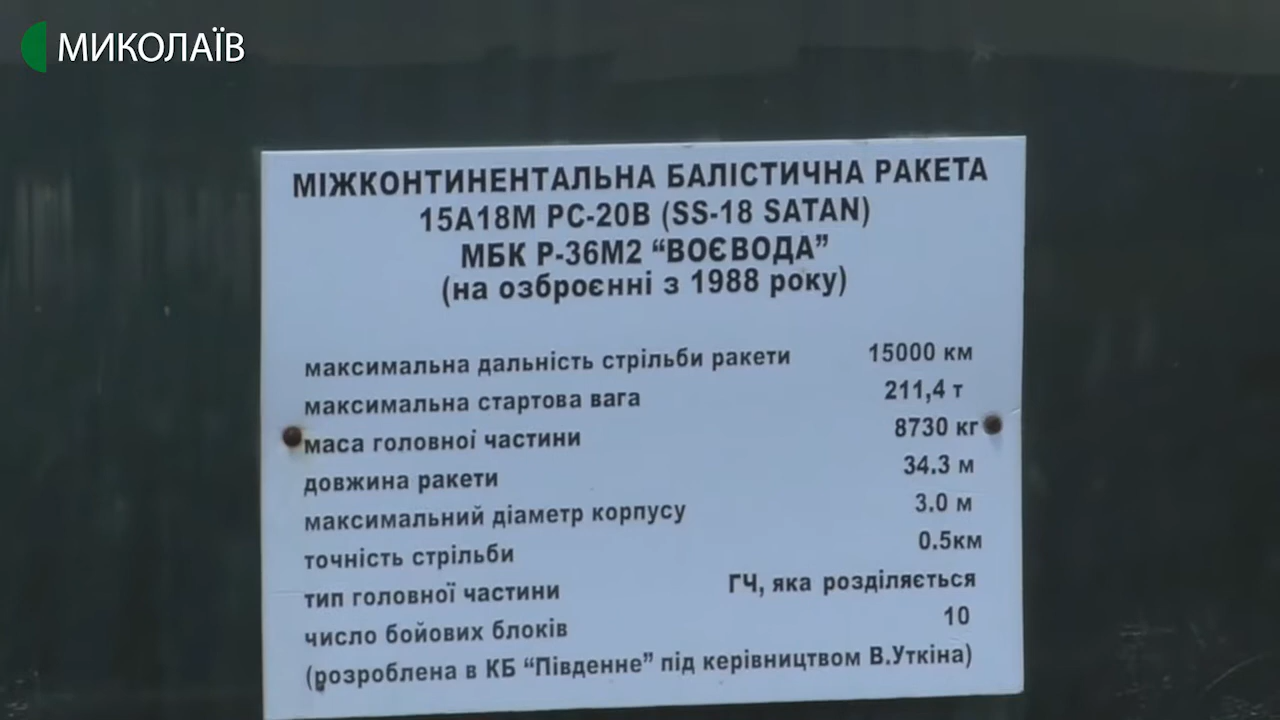 МИКОЛАЇВ
МІЖКОНТИНЕНТАЛЬНА БАЛІСТИЧНА РАКЕТА
15А18М РС-20В (SS-18 SATAN)
МБК Р-36М2 “ВОЄВОДА”
(на озброєнні з 1988 року)
максимальна дальність стрільби ракети 15000 км
максимальна стартова вага 211,4 т
маса головної частини 8730 кг
довжина ракети 34.3 м
максимальний діаметр корпусу 3.0 м
точність стрільби 0.5км
тип головної частини ГЧ, яка розділяється
число бойових блоків 10
(розроблена в КБ “Південне” під керівництвом В.Уткіна)